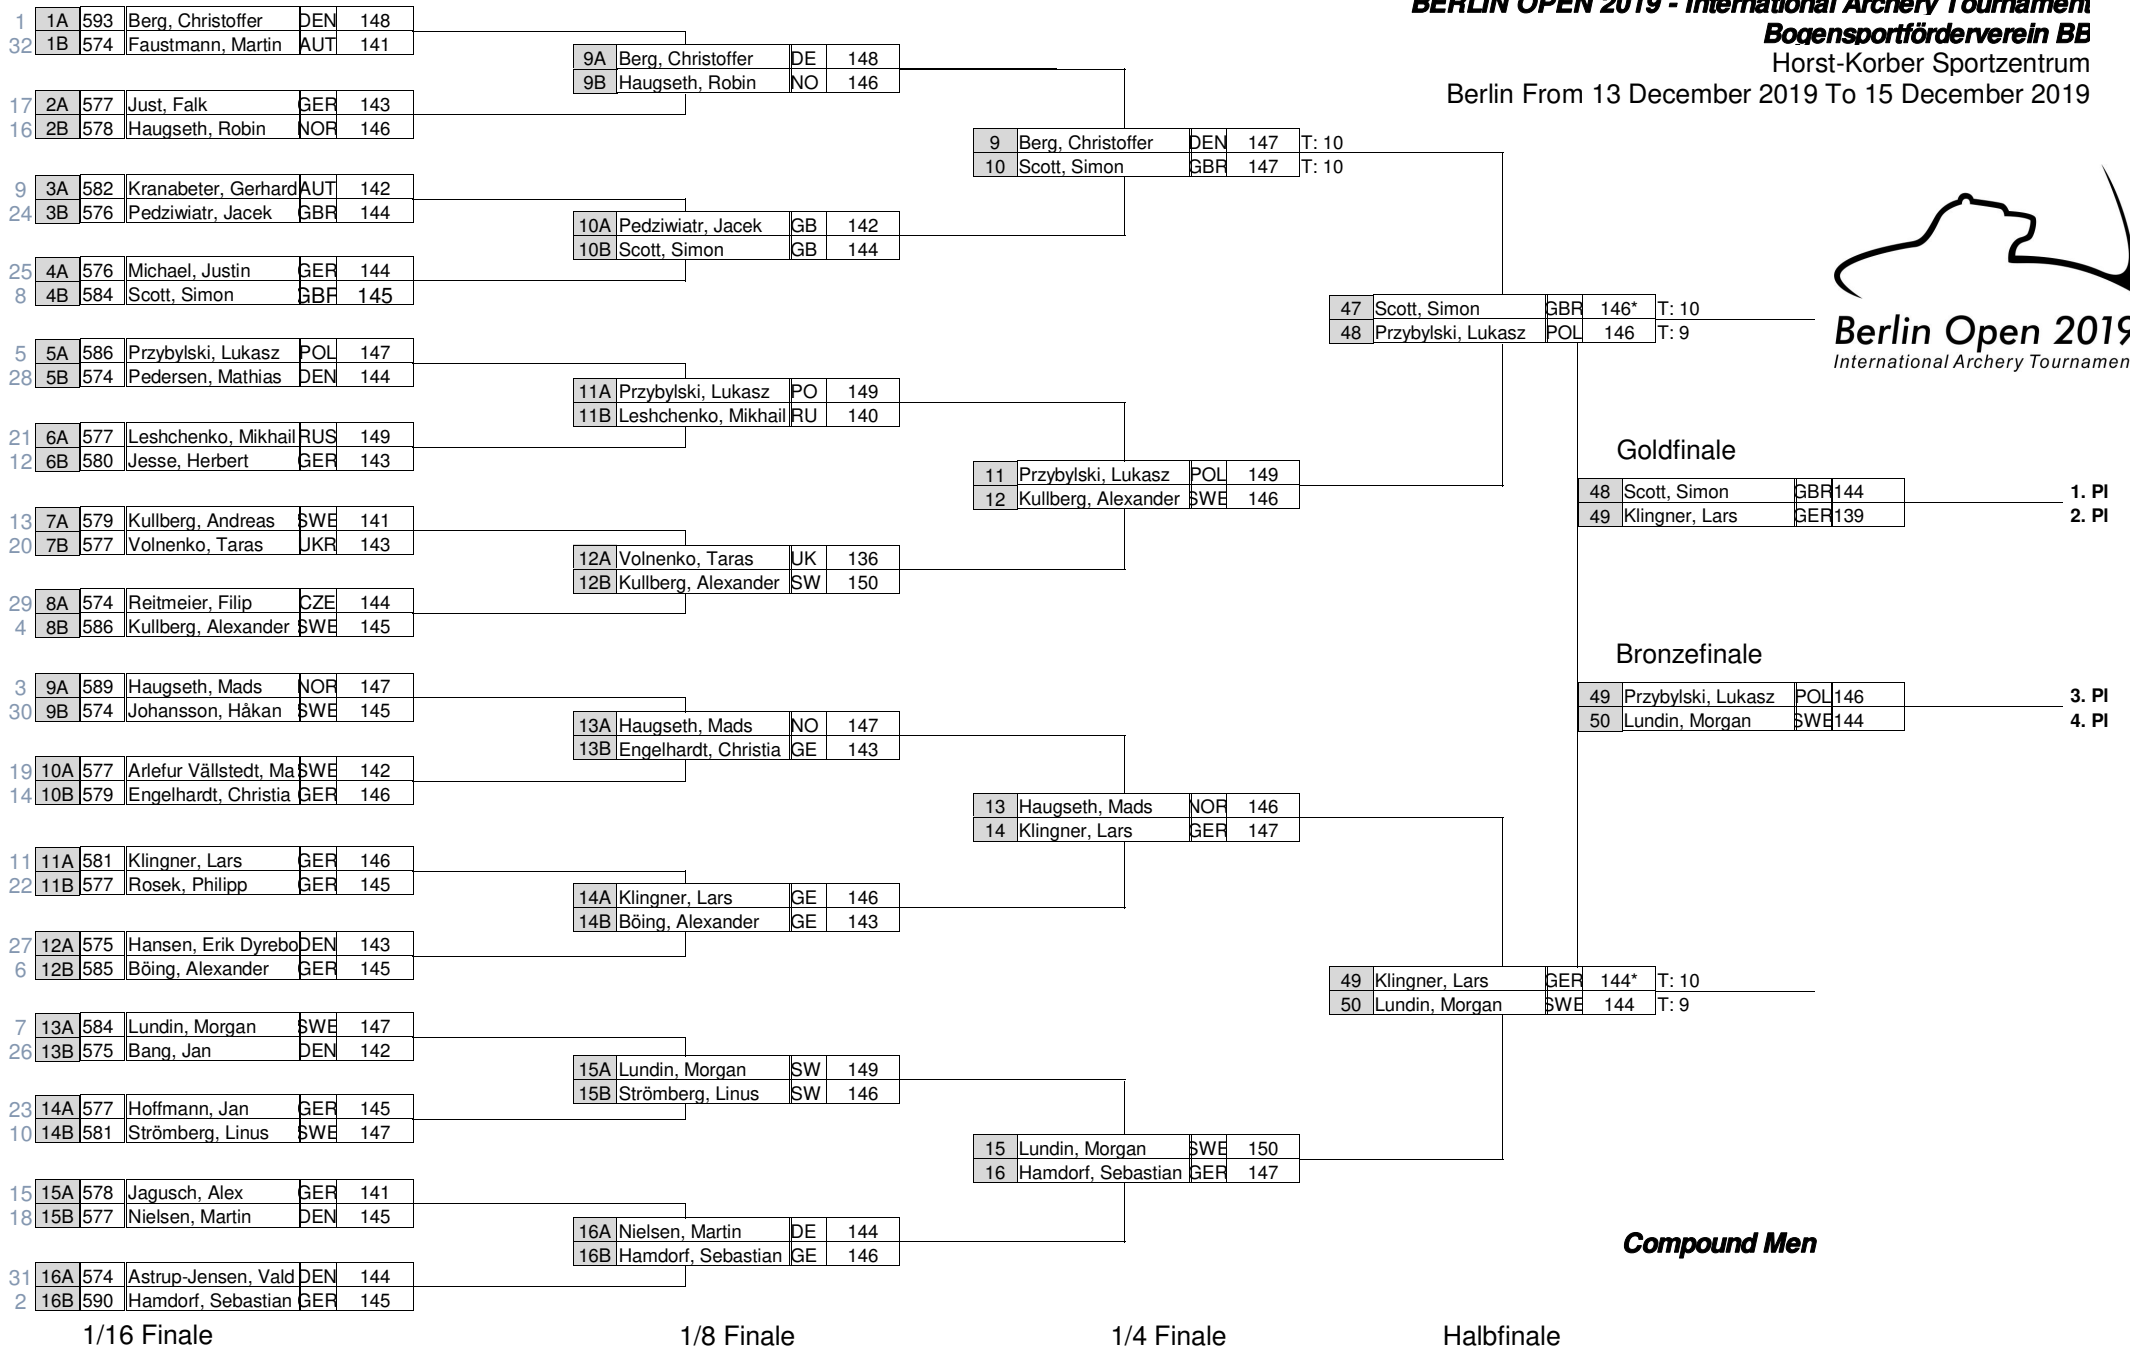 BERLIN OPEN 2019 - International Archery Tournament
Bogensportförderverein BB
Horst-Korber Sportzentrum
Berlin From 13 December 2019 To 15 December 2019
1 1A 593 Berg, Christoffer DEN 148
32 1B 574 Faustmann, Martin AUT 141
17 2A 577 Just, Falk GER 143
16 2B 578 Haugseth, Robin NOR 146
9 3A 582 Kranabeter, Gerhard AUT 142
24 3B 576 Pedziwiatr, Jacek GBR 144
25 4A 576 Michael, Justin GER 144
8 4B 584 Scott, Simon GBR 145
5 5A 586 Przybylski, Lukasz POL 147
28 5B 574 Pedersen, Mathias DEN 144
21 6A 577 Leshchenko, Mikhail RUS 149
12 6B 580 Jesse, Herbert GER 143
13 7A 579 Kullberg, Andreas SWE 141
20 7B 577 Volnenko, Taras UKR 143
29 8A 574 Reitmeier, Filip CZE 144
4 8B 586 Kullberg, Alexander SWE 145
3 9A 589 Haugseth, Mads NOR 147
30 9B 574 Johansson, Håkan SWE 145
19 10A 577 Arlefur Vällstedt, Ma SWE 142
14 10B 579 Engelhardt, Christia GER 146
11 11A 581 Klingner, Lars GER 146
22 11B 577 Rosek, Philipp GER 145
27 12A 575 Hansen, Erik Dyrebo DEN 143
6 12B 585 Böing, Alexander GER 145
7 13A 584 Lundin, Morgan SWE 147
26 13B 575 Bang, Jan DEN 142
23 14A 577 Hoffmann, Jan GER 145
10 14B 581 Strömberg, Linus SWE 147
15 15A 578 Jagusch, Alex GER 141
18 15B 577 Nielsen, Martin DEN 145
31 16A 574 Astrup-Jensen, Vald DEN 144
2 16B 590 Hamdorf, Sebastian GER 145
1/16 Finale
9A Berg, Christoffer DE 148
9B Haugseth, Robin NO 146
10A Pedziwiatr, Jacek GB 142
10B Scott, Simon GB 144
11A Przybylski, Lukasz PO 149
11B Leshchenko, Mikhail RU 140
12A Volnenko, Taras UK 136
12B Kullberg, Alexander SW 150
13A Haugseth, Mads NO 147
13B Engelhardt, Christia GE 143
14A Klingner, Lars GE 146
14B Böing, Alexander GE 143
15A Lundin, Morgan SW 149
15B Strömberg, Linus SW 146
16A Nielsen, Martin DE 144
16B Hamdorf, Sebastian GE 146
1/8 Finale
9 Berg, Christoffer DEN 147 T: 10
10 Scott, Simon GBR 147 T: 10
11 Przybylski, Lukasz POL 149
12 Kullberg, Alexander SWE 146
13 Haugseth, Mads NOR 146
14 Klingner, Lars GER 147
15 Lundin, Morgan SWE 150
16 Hamdorf, Sebastian GER 147
1/4 Finale
47 Scott, Simon GBR 146* T: 10
48 Przybylski, Lukasz POL 146 T: 9
49 Klingner, Lars GER 144* T: 10
50 Lundin, Morgan SWE 144 T: 9
Halbfinale
Berlin Open 2019
International Archery Tournamen
Goldfinale
48 Scott, Simon GBR 144 1. Pl
49 Klingner, Lars GER 139 2. Pl
Bronzefinale
49 Przybylski, Lukasz POL 146 3. Pl
50 Lundin, Morgan SWE 144 4. Pl
Compound Men